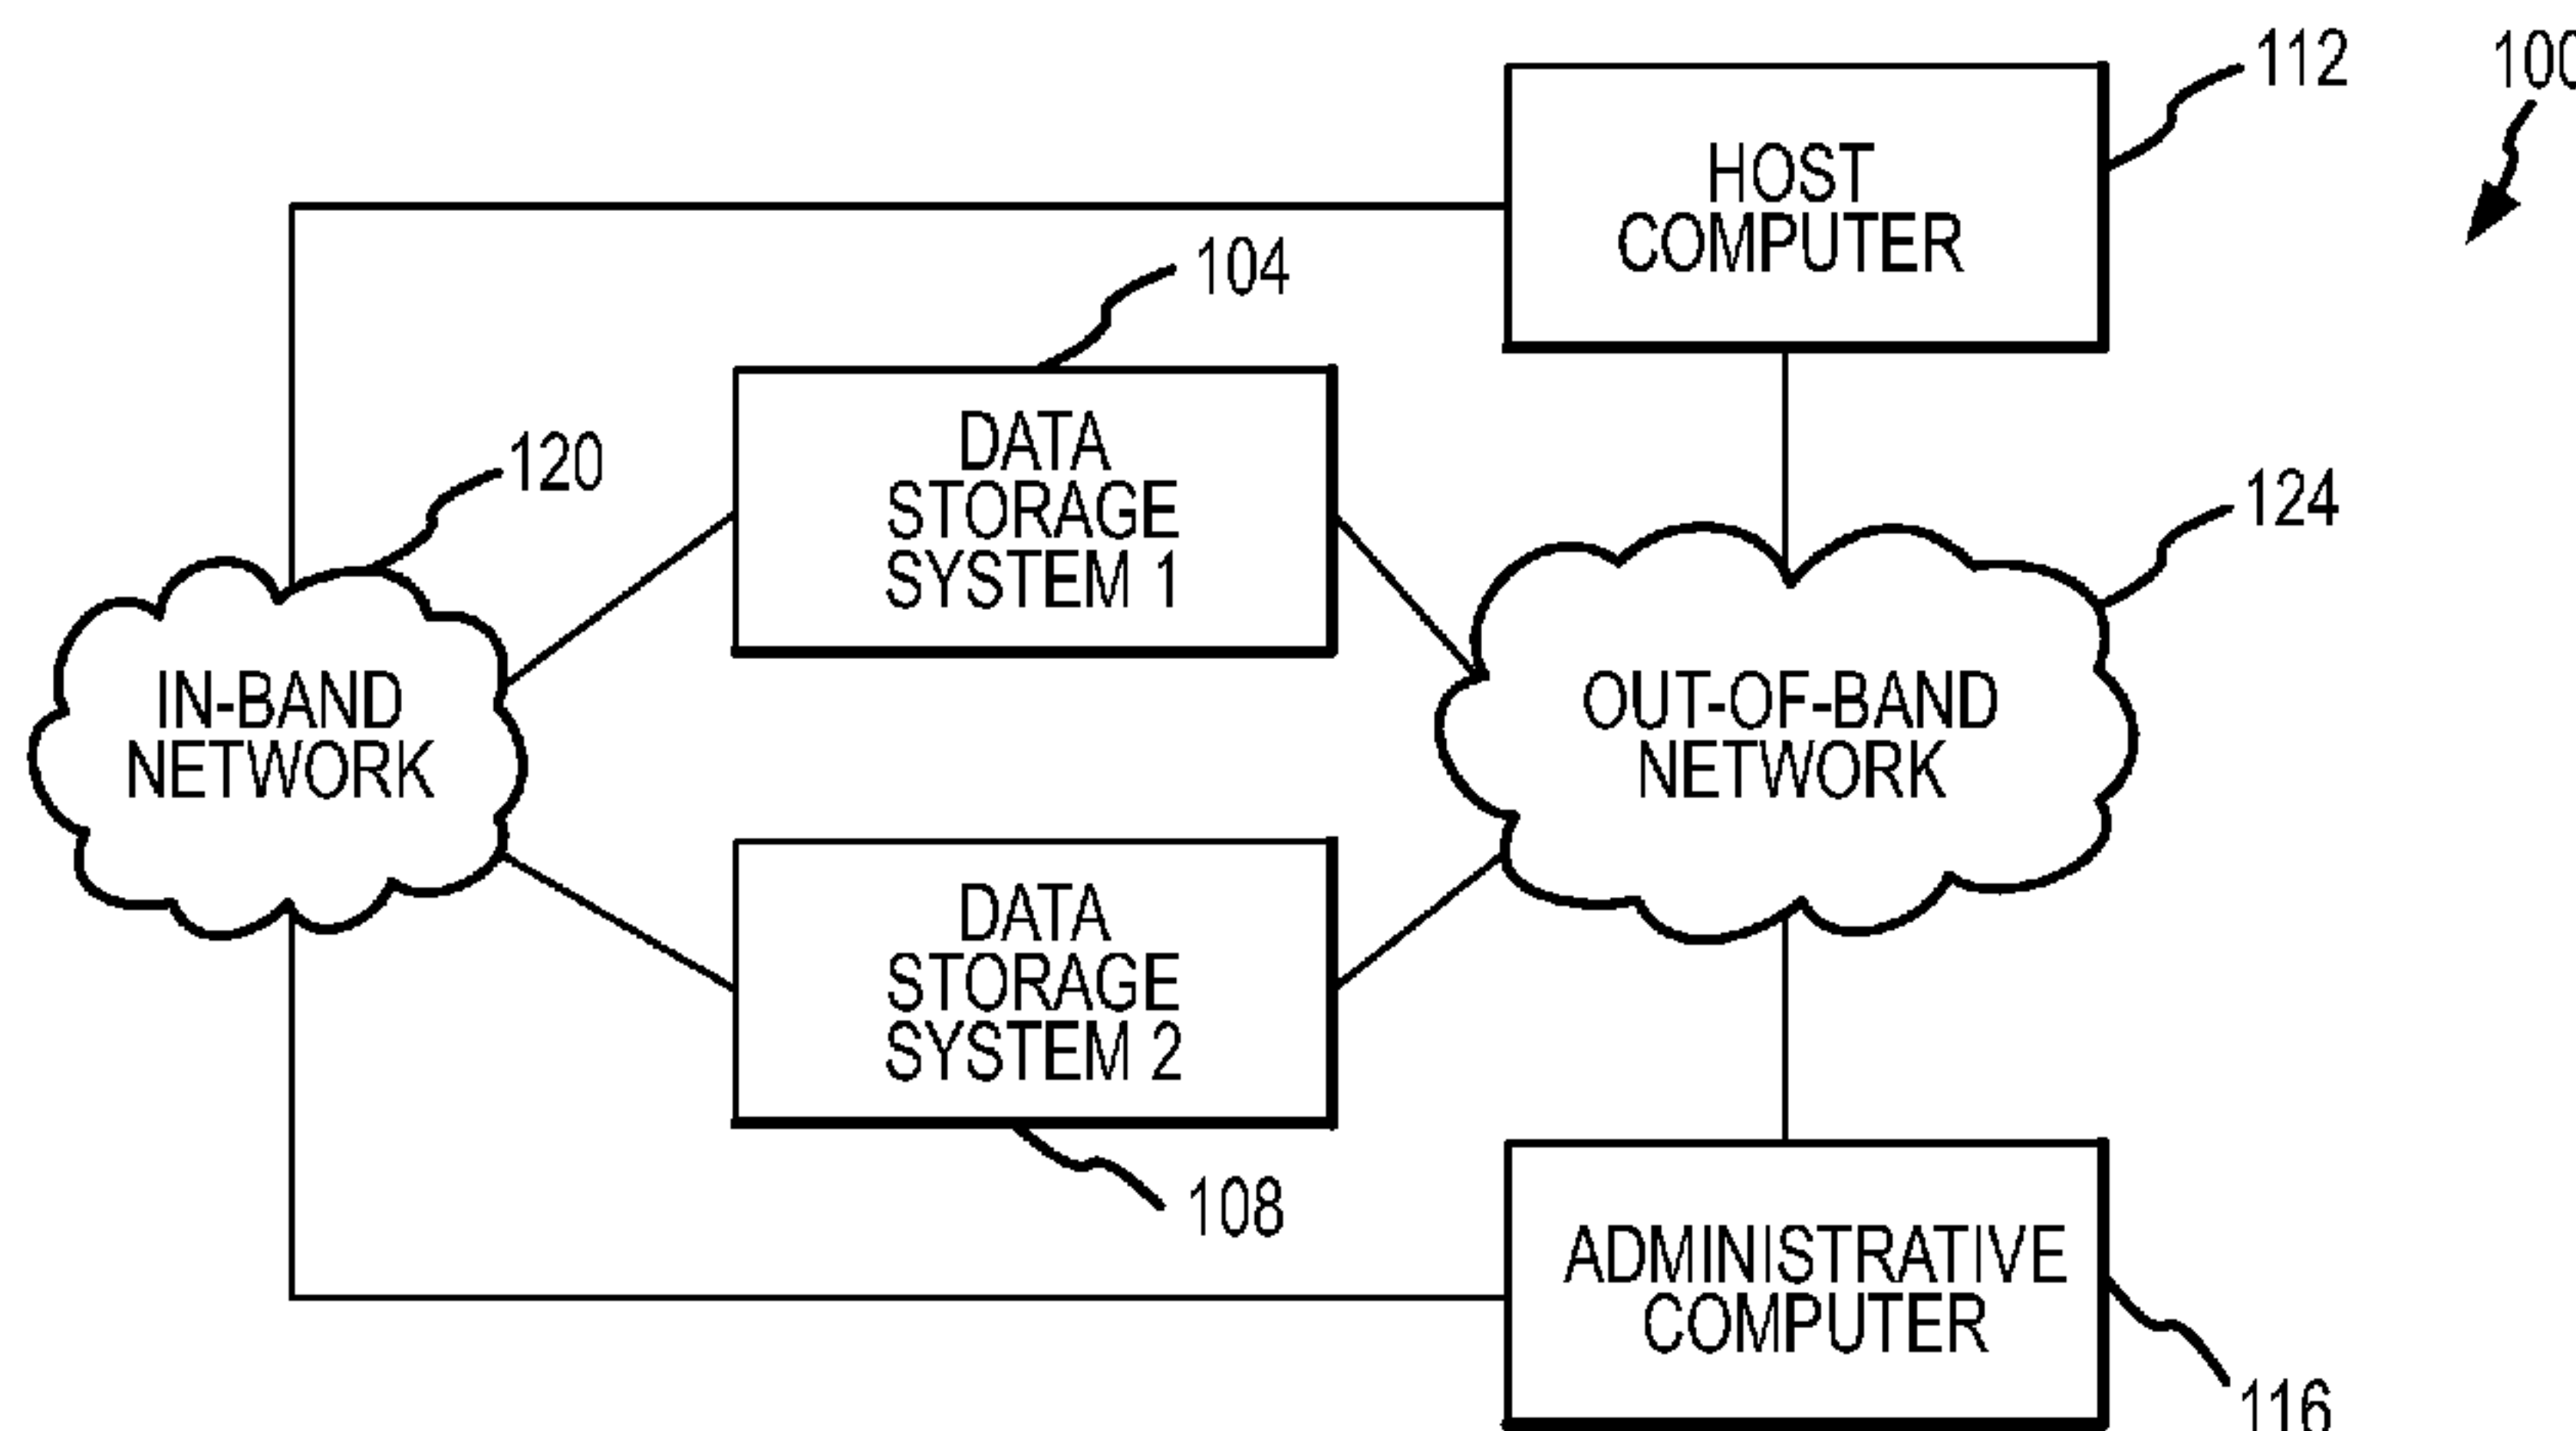 112
100
HOST
COMPUTER
104
DATA
STORAGE
SYSTEM 1
120
124
IN-BAND
NETWORK
OUT-OF-BAND
NETWORK
DATA
STORAGE
SYSTEM 2
108
ADMINISTRATIVE
COMPUTER
116